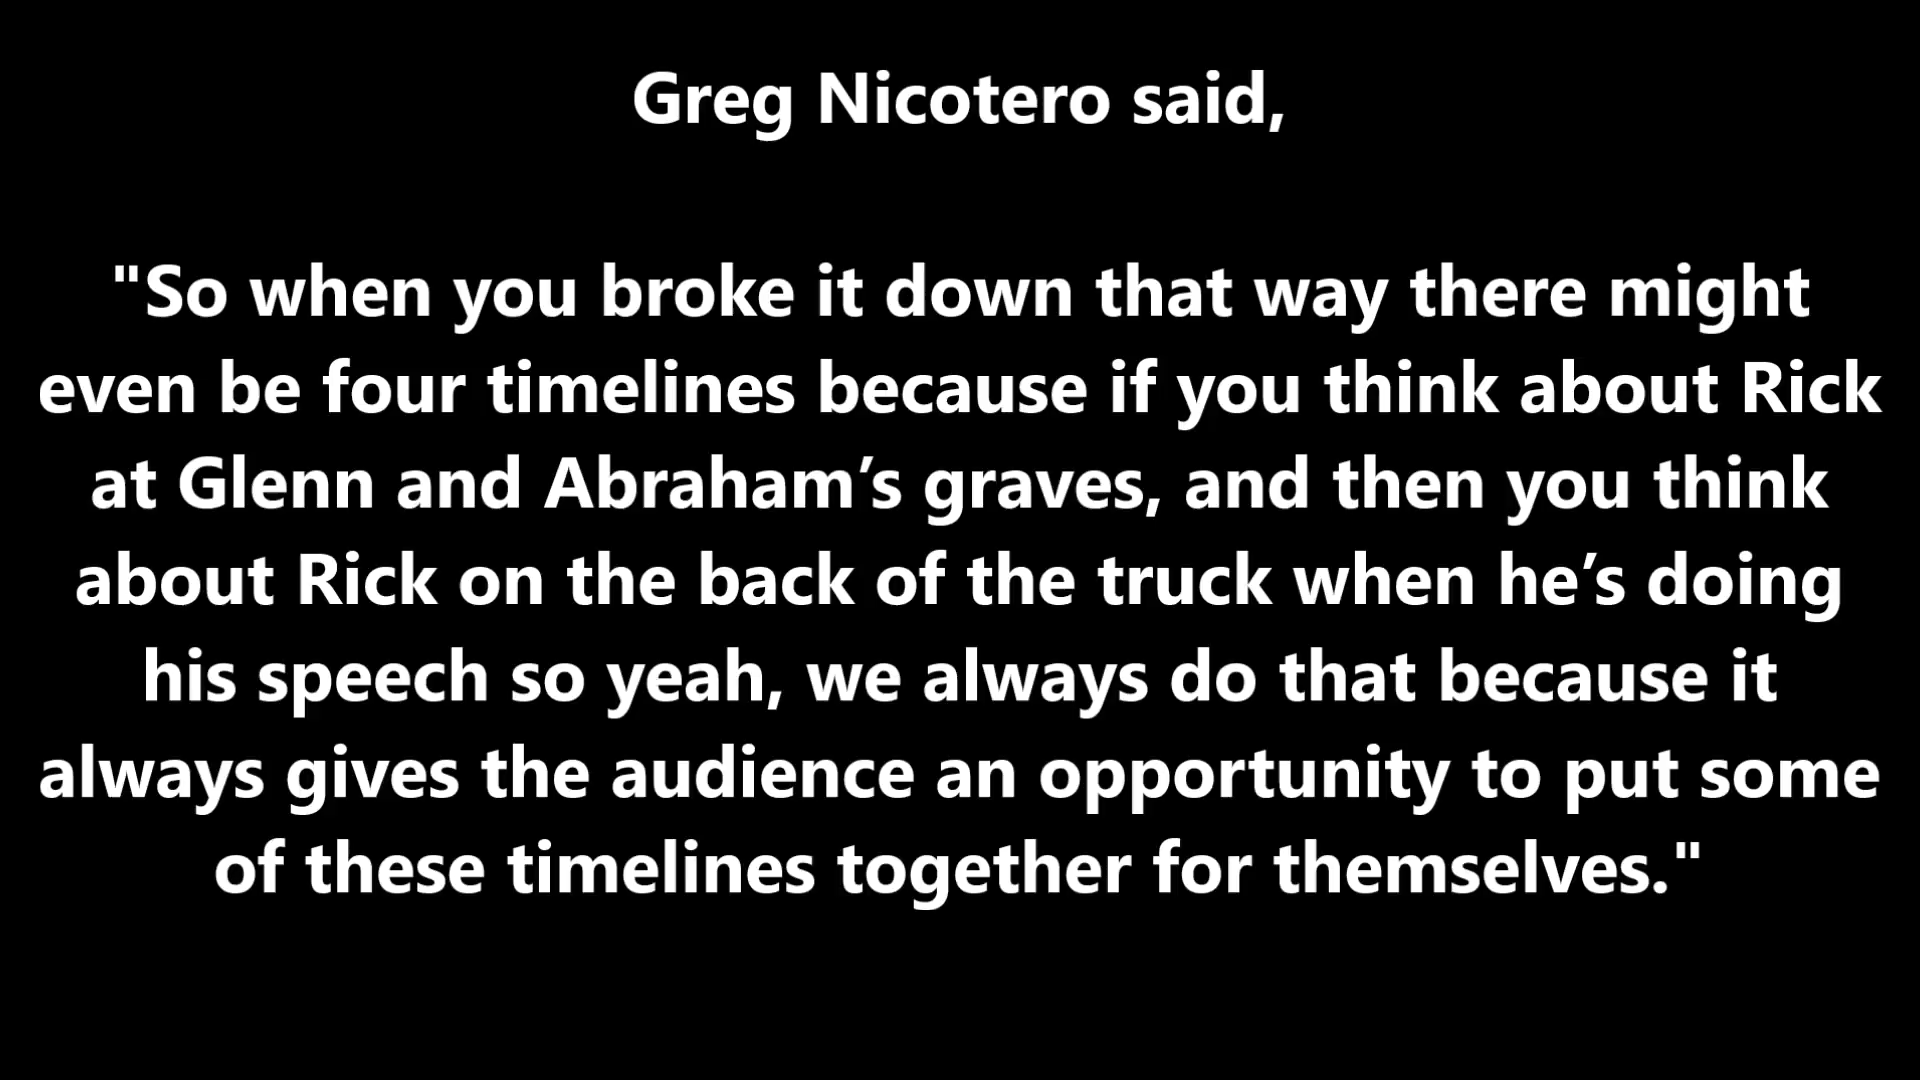 Greg Nicotero said,
"So when you broke it down that way there might
even be four timelines because if you think about Rick
at Glenn and Abraham’s graves, and then you think
about Rick on the back of the truck when he’s doing
his speech so yeah, we always do that because it
always gives the audience an opportunity to put some
of these timelines together for themselves."